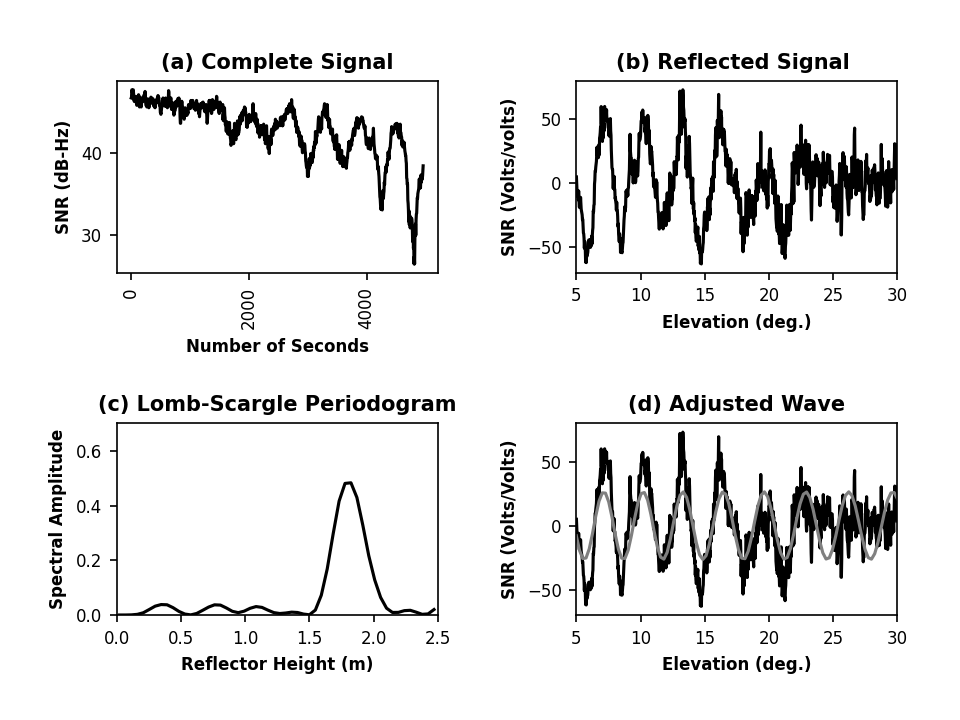 (a) Complete Signal
SNR (dB-Hz)
40
30
0
2000
4000
Number of Seconds
(b) Reflected Signal
SNR (Volts/volts)
50
0
−50
5
10
15
20
25
30
Elevation (deg.)
(c) Lomb-Scargle Periodogram
Spectral Amplitude
0.6
0.4
0.2
0.0
0.0
0.5
1.0
1.5
2.0
2.5
Reflector Height (m)
(d) Adjusted Wave
SNR (Volts/Volts)
50
0
−50
5
10
15
20
25
30
Elevation (deg.)